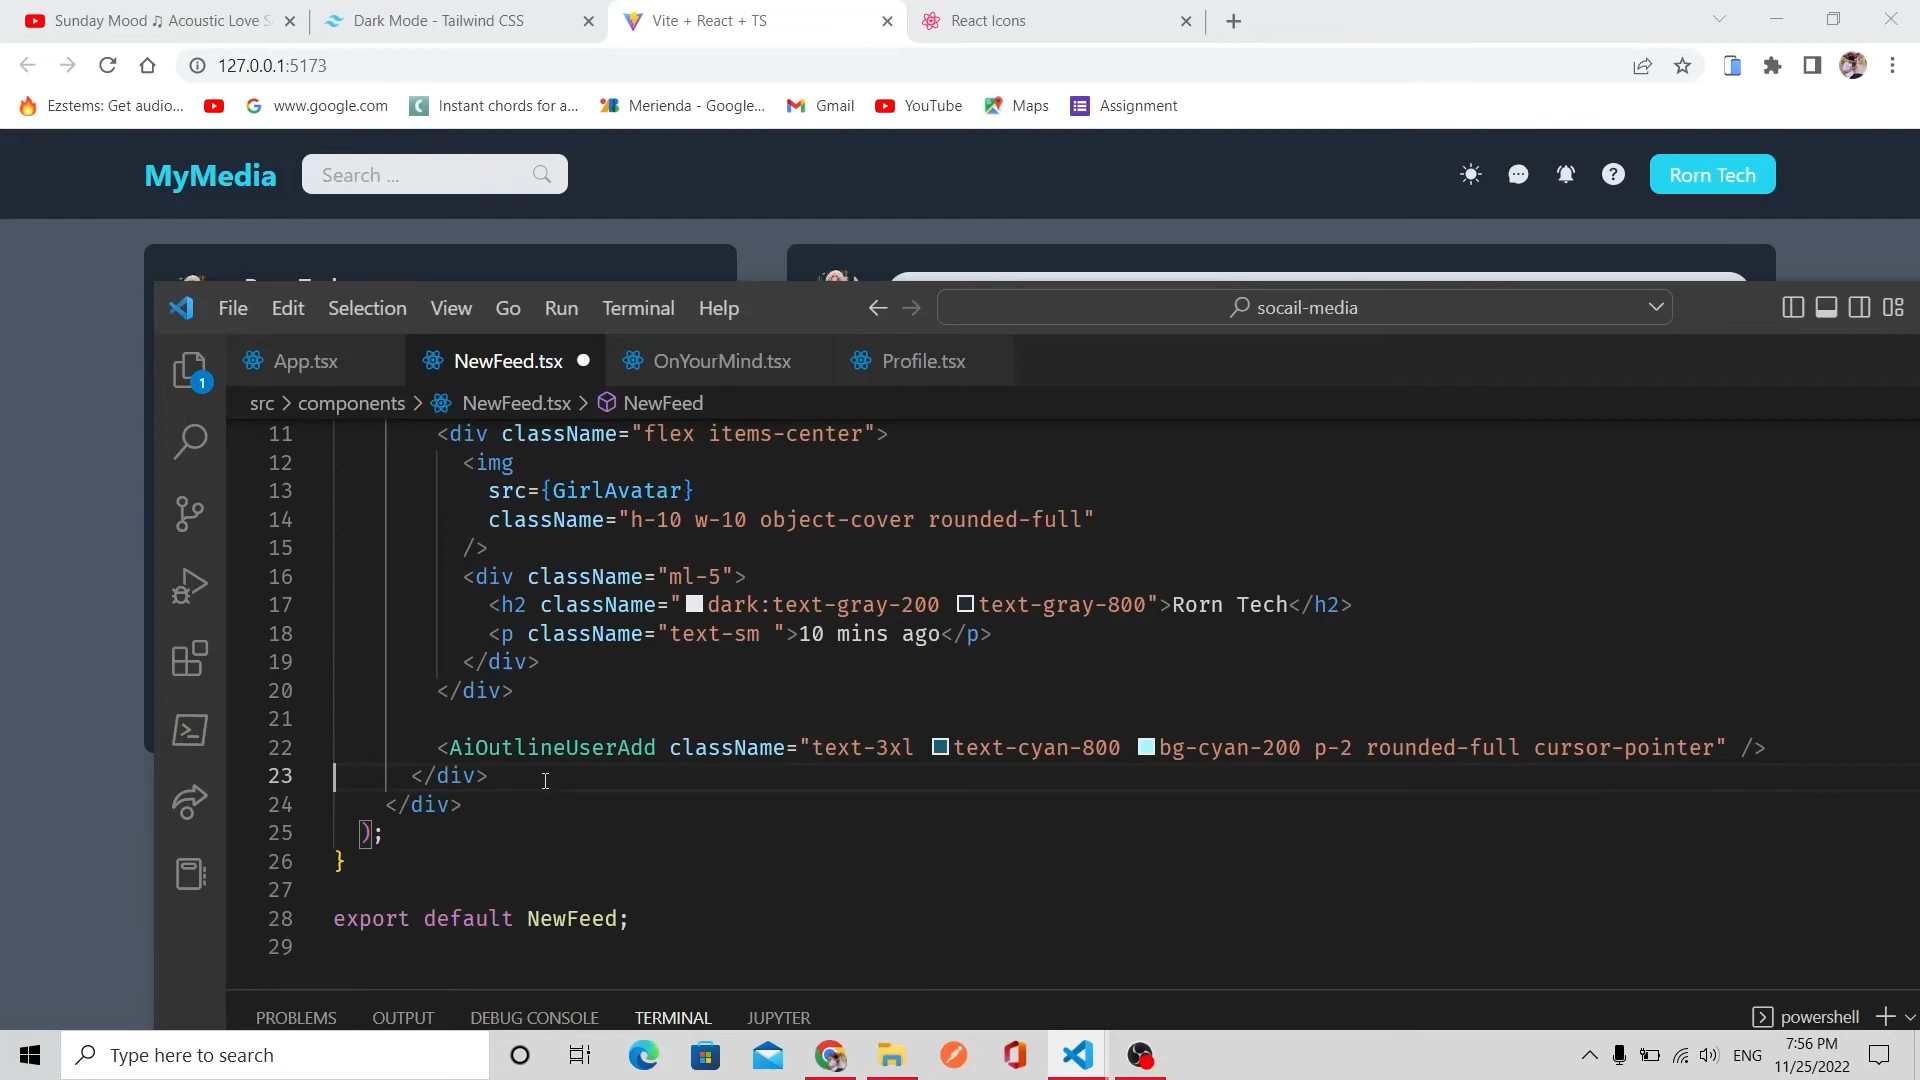 Sunday Mood ♫ Acoustic Love S
Dark Mode - Tailwind CSS
Vite + React + TS
React Icons
127.0.0.1:5173
Ezstems: Get audio...
www.google.com
Instant chords for a...
Merienda - Google...
Gmail
YouTube
Maps
Assignment
MyMedia
Search ...
Rorn Tech
File Edit Selection View Go Run Terminal Help
socail-media
1
App.tsx
NewFeed.tsx
OnYourMind.tsx
Profile.tsx
src > components > NewFeed.tsx > NewFeed
11 <div className="flex items-center">
12 <img
13 src={GirlAvatar}
14 className="h-10 w-10 object-cover rounded-full"
15 />
16 <div className="ml-5">
17 <h2 className="dark:text-gray-200 text-gray-800">Rorn Tech</h2>
18 <p className="text-sm ">10 mins ago</p>
19 </div>
20 </div>
21
22 <AiOutlineUserAdd className="text-3xl text-cyan-800 bg-cyan-200 p-2 rounded-full cursor-pointer" />
23 </div>
24 </div>
25 );
26 }
27
28 export default NewFeed;
29
PROBLEMS OUTPUT DEBUG CONSOLE TERMINAL JUPYTER
powershell
Type here to search
ENG
7:56 PM
11/25/2022